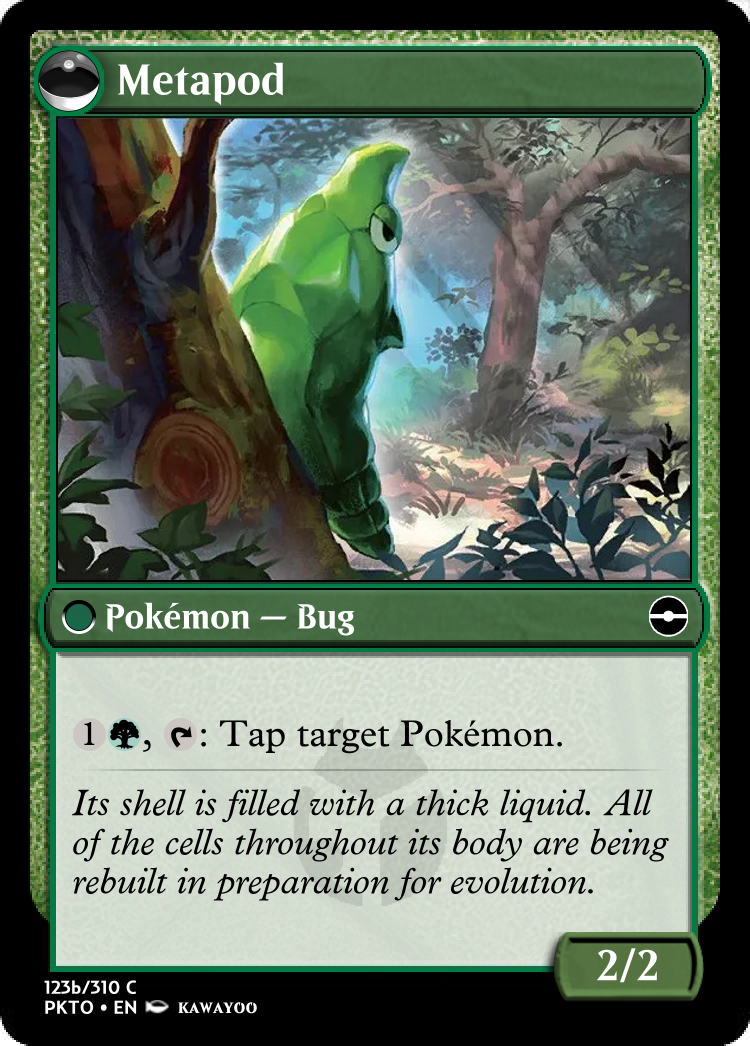 Metapod
Pokémon — Bug
1, : Tap target Pokémon.
Its shell is filled with a thick liquid. All
of the cells throughout its body are being
rebuilt in preparation for evolution.
2/2
123b/310 C
PKTO • EN KAWAYOO